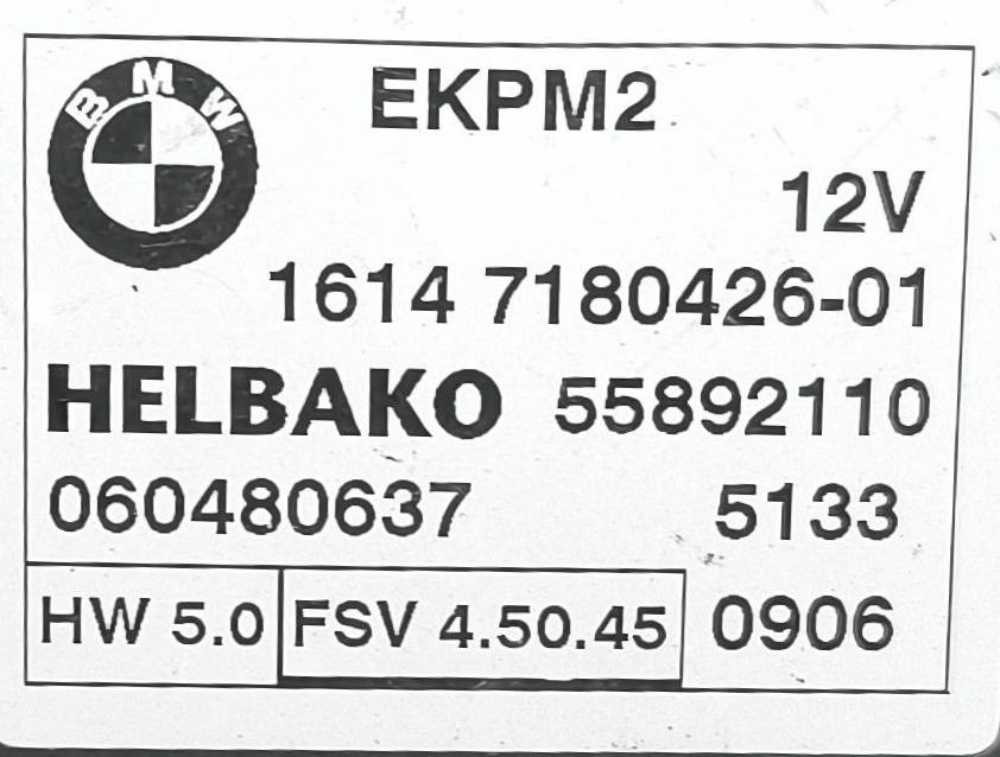 BMW
EKPM2
12V
1614 7180426-01
HELBAKO 55892110
060480637 5133
HW 5.0 FSV 4.50.45 0906